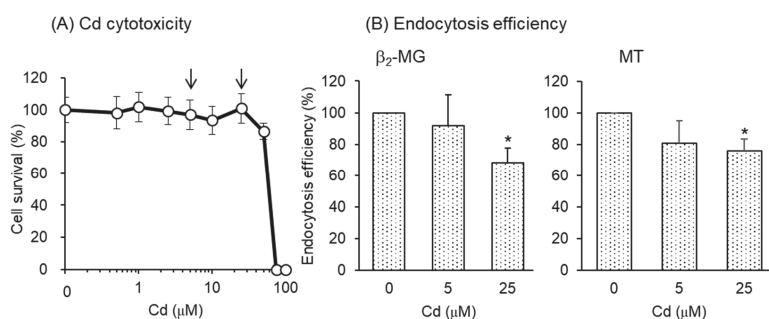 (A) Cd cytotoxicity
120
100
80
60
40
20
0
Cell survival (%)
0 1 10 100
Cd (μM)
(B) Endocytosis efficiency
β₂-MG
120
100
80
60
40
20
0
Endocytosis efficiency (%)
*
0 5 25
Cd (μM)
MT
120
100
80
60
40
20
0
*
0 5 25
Cd (μM)